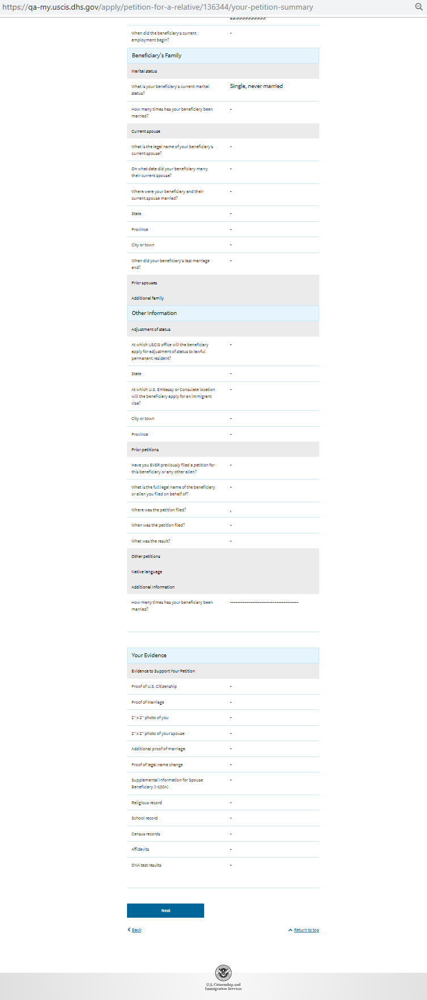 https://qa-my.uscis.dhs.gov/apply/petition-for-a-relative/136344/your-petition-summary
When did the beneficiary's current -
employment begin?
Beneficiary's Family
Marital status
What is your beneficiary's current marital Single, never married
status?
How many times has your beneficiary been -
married?
Current spouse
What is the legal name of your beneficiary's -
current spouse?
On what date did your beneficiary marry -
their current spouse?
Where were your beneficiary and their -
current spouse married?
State -
Province -
City or town -
When did your beneficiary's last marriage -
end?
Prior spouses
Additional family
Other Information
Adjustment of status
At which USCIS office will the beneficiary -
apply for adjustment of status to lawful
permanent resident?
State -
At which U.S. Embassy or Consulate location -
will the beneficiary apply for an immigrant
visa?
City or town -
Province -
Prior petitions
Have you EVER previously filed a petition for -
this beneficiary or any other alien?
What is the full legal name of the beneficiary -
or alien you filed on behalf of?
Where was the petition filed? ,
When was the petition filed? -
What was the result? -
Other petitions
Native language
Additional Information
How many times has your beneficiary been -------------------------------------
married?
Your Evidence
Evidence to Support Your Petition
Proof of U.S. Citizenship -
Proof of Marriage -
2" x 2" photo of you -
2" x 2" photo of your spouse -
Additional proof of marriage -
Proof of legal name change -
Supplemental Information for Spouse -
Beneficiary (I-130A)
Religious record -
School record -
Census records -
Affidavits -
DNA test results -
Next
Back Return to top
U.S. Citizenship and
Immigration Services